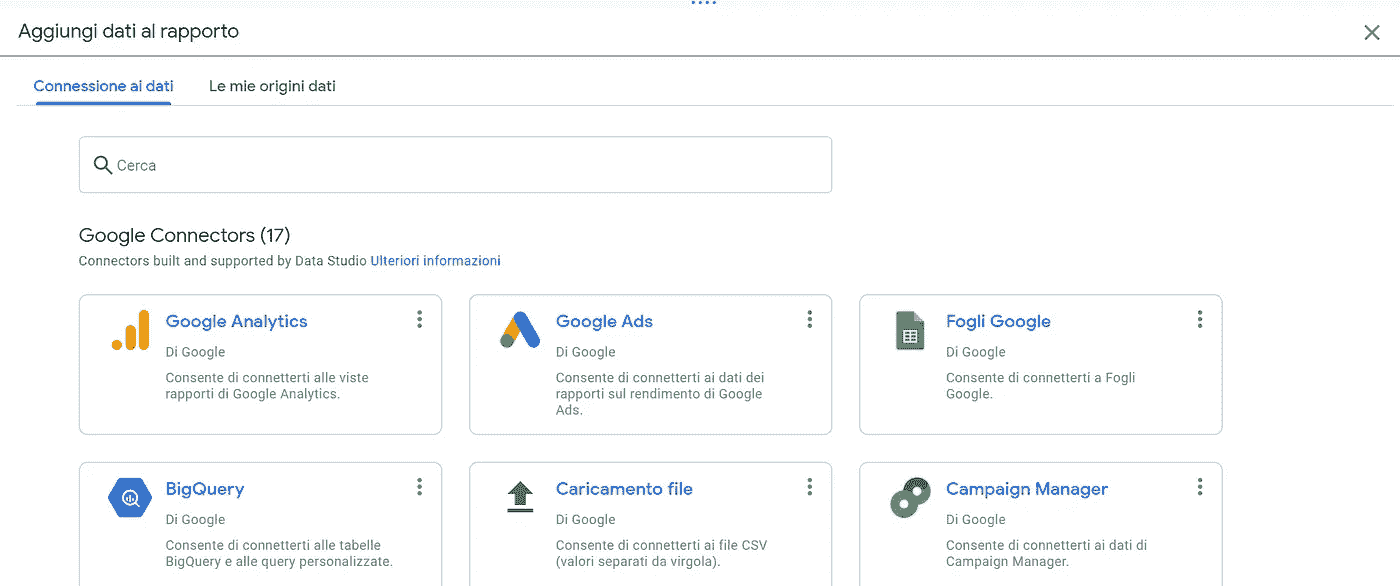 Aggiungi dati al rapporto
Connessione ai dati
Le mie origini dati
Cerca
Google Connectors (17)
Connectors built and supported by Data Studio Ulteriori informazioni
Google Analytics
Di Google
Consente di connetterti alle viste
rapporti di Google Analytics.
Google Ads
Di Google
Consente di connetterti ai dati dei
rapporti sul rendimento di Google
Ads.
Fogli Google
Di Google
Consente di connetterti a Fogli
Google.
BigQuery
Di Google
Consente di connetterti alle tabelle
BigQuery e alle query personalizzate.
Caricamento file
Di Google
Consente di connetterti ai file CSV
(valori separati da virgola).
Campaign Manager
Di Google
Consente di connetterti ai dati di
Campaign Manager.